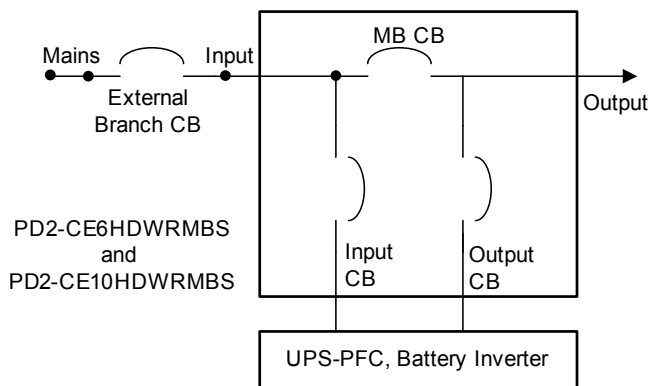 MB CB
Mains
Input
External
Branch CB
Output
PD2-CE6HDWRMBS
and
PD2-CE10HDWRMBS
Input
CB
Output
CB
UPS-PFC, Battery Inverter